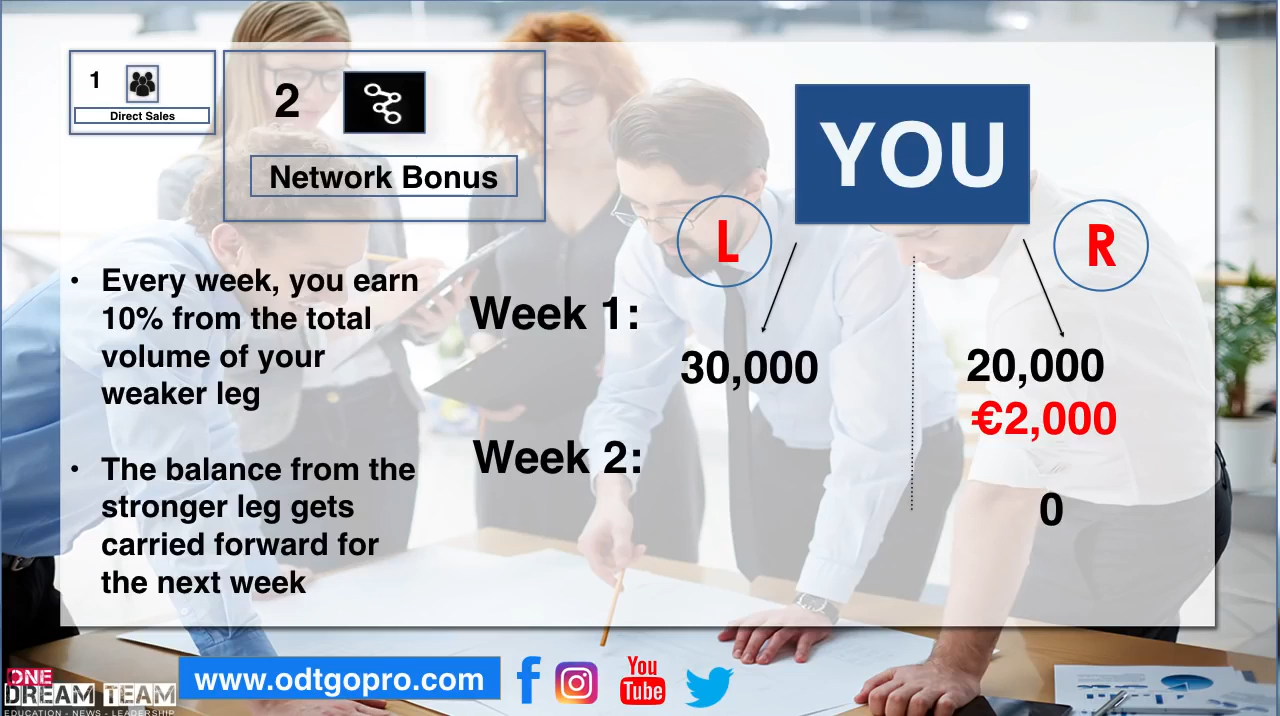 1
Direct Sales
2
Network Bonus
YOU
L
R
• Every week, you earn
10% from the total
volume of your
weaker leg
• The balance from the
stronger leg gets
carried forward for
the next week
Week 1:
30,000
20,000
€2,000
Week 2:
0
ONE
DREAM TEAM
EDUCATION - NEWS - LEADERSHIP
www.odtgopro.com
f
You
Tube